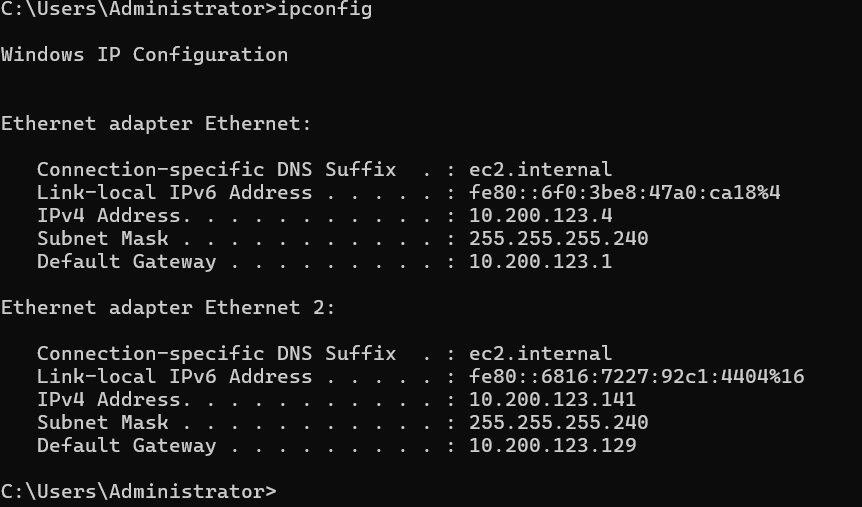 C:\Users\Administrator>ipconfig
Windows IP Configuration
Ethernet adapter Ethernet:
   Connection-specific DNS Suffix  . : ec2.internal
   Link-local IPv6 Address . . . . . : fe80::6f0:3be8:47a0:ca18%4
   IPv4 Address. . . . . . . . . . . : 10.200.123.4
   Subnet Mask . . . . . . . . . . . : 255.255.255.240
   Default Gateway . . . . . . . . . : 10.200.123.1
Ethernet adapter Ethernet 2:
   Connection-specific DNS Suffix  . : ec2.internal
   Link-local IPv6 Address . . . . . : fe80::6816:7227:92c1:4404%16
   IPv4 Address. . . . . . . . . . . : 10.200.123.141
   Subnet Mask . . . . . . . . . . . : 255.255.255.240
   Default Gateway . . . . . . . . . : 10.200.123.129
C:\Users\Administrator>